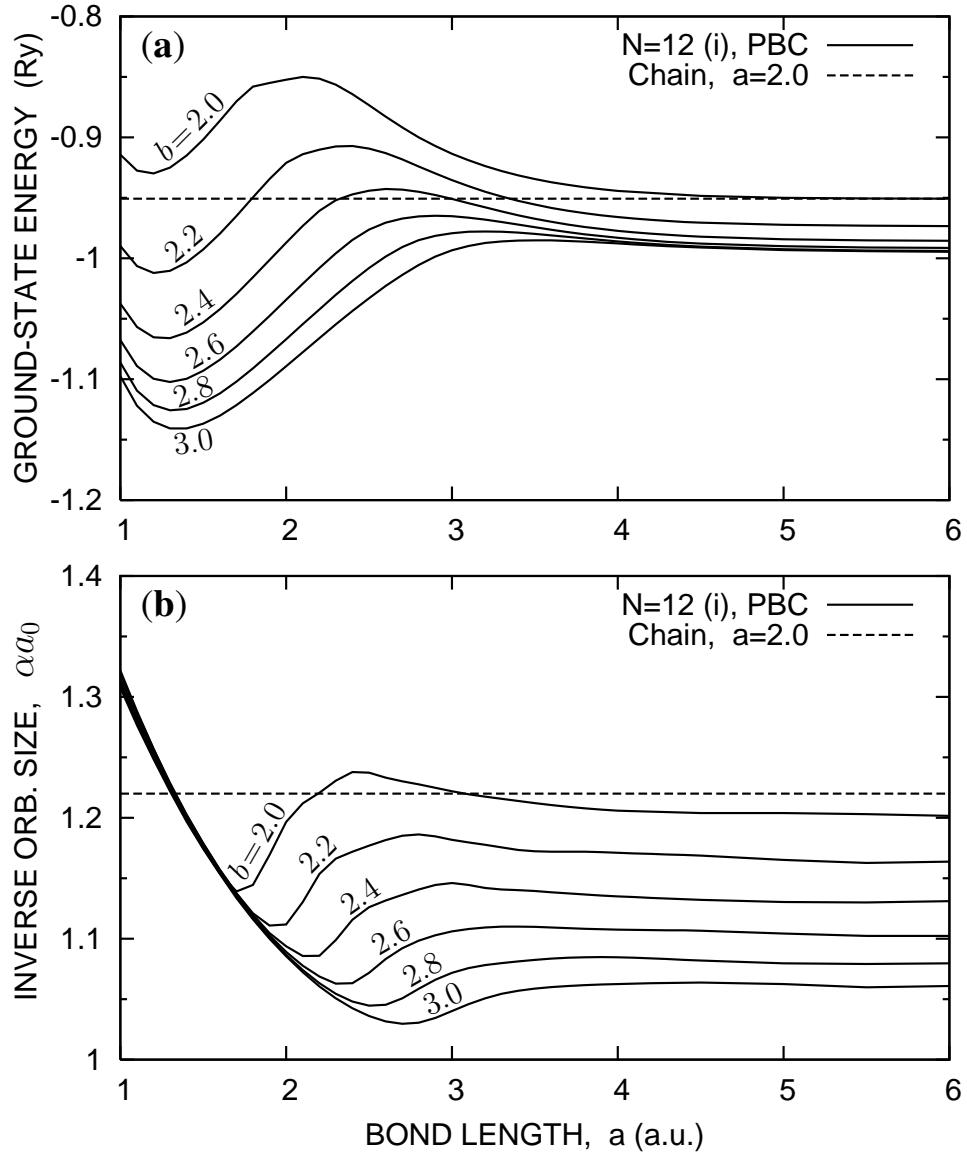 (a)
N=12 (i), PBC
Chain, a=2.0
GROUND-STATE ENERGY (Ry)
-0.8
-0.9
-1
-1.1
-1.2
b=2.0
2.2
2.4
2.6
2.8
3.0
1 2 3 4 5 6
(b)
N=12 (i), PBC
Chain, a=2.0
INVERSE ORB. SIZE, αa₀
1.4
1.3
1.2
1.1
1
b=2.0
2.2
2.4
2.6
2.8
3.0
1 2 3 4 5 6
BOND LENGTH, a (a.u.)